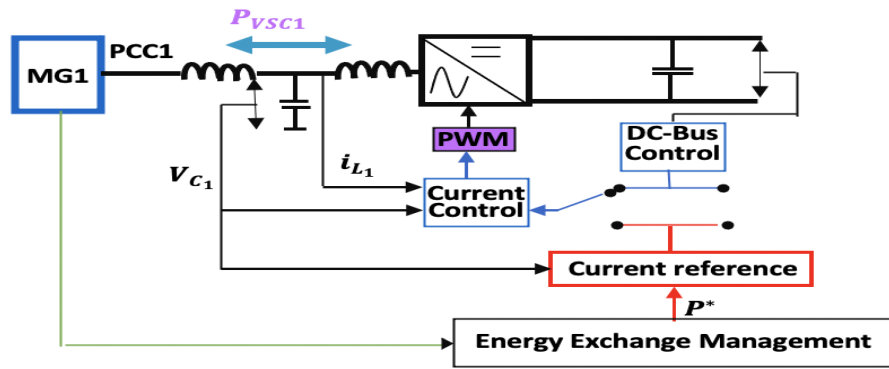 P_VSC1
PCC1
MG1
PWM
DC-Bus
Control
V_C1
i_L1
Current
Control
Current reference
P*
Energy Exchange Management